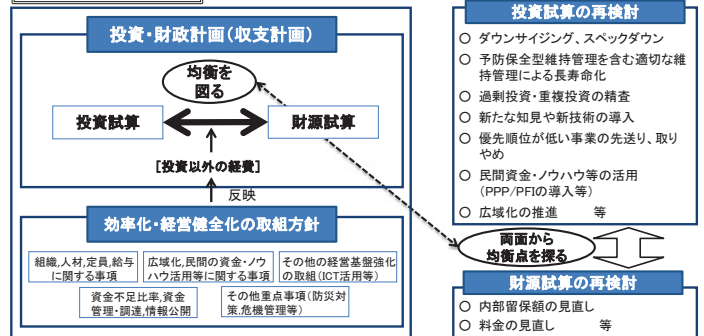 投資・財政計画(収支計画)
均衡を
図る
投資試算
財源試算
[投資以外の経費]
反映
効率化・経営健全化の取組方針
組織,人材,定員,給与
に関する事項
広域化,民間の資金・ノウ
ハウ活用等に関する事項
その他の経営基盤強化
の取組(ICT活用等)
資金不足比率,資金
管理・調達,情報公開
その他重点事項(防災対
策,危機管理等)
投資試算の再検討
○ ダウンサイジング、スペックダウン
○ 予防保全型維持管理を含む適切な維
持管理による長寿命化
○ 過剰投資・重複投資の精査
○ 新たな知見や新技術の導入
○ 優先順位が低い事業の先送り、取り
やめ
○ 民間資金・ノウハウ等の活用
(PPP/PFIの導入等)
○ 広域化の推進 等
両面から
均衡点を探る
財源試算の再検討
○ 内部留保額の見直し
○ 料金の見直し 等